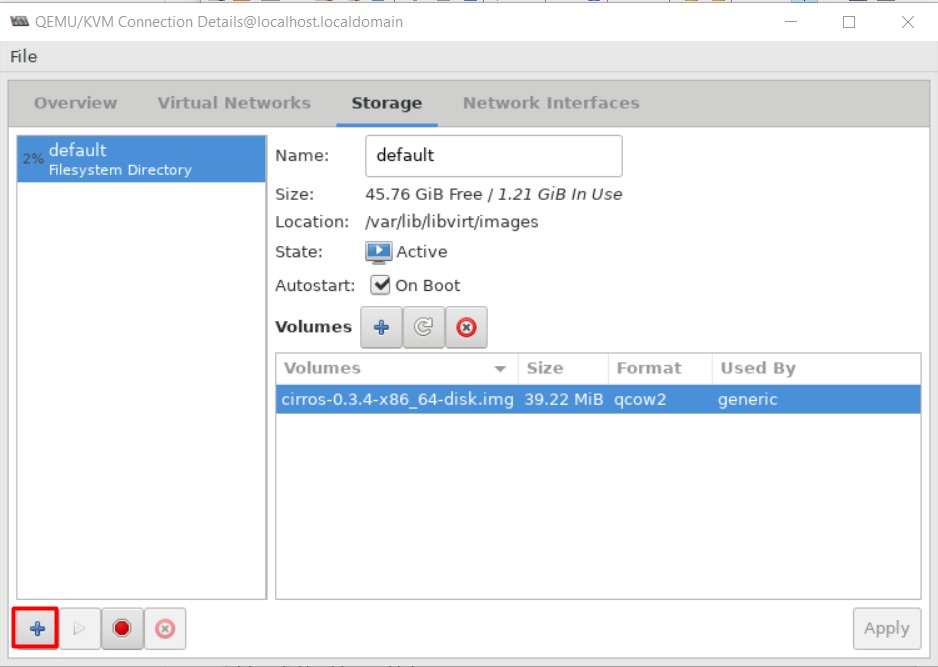 QEMU/KVM Connection Details@localhost.localdomain
File
Overview Virtual Networks Storage Network Interfaces
2% default
Filesystem Directory
Name: default
Size: 45.76 GiB Free / 1.21 GiB In Use
Location: /var/lib/libvirt/images
State: Active
Autostart: On Boot
Volumes
Volumes Size Format Used By
cirros-0.3.4-x86_64-disk.img 39.22 MiB qcow2 generic
Apply